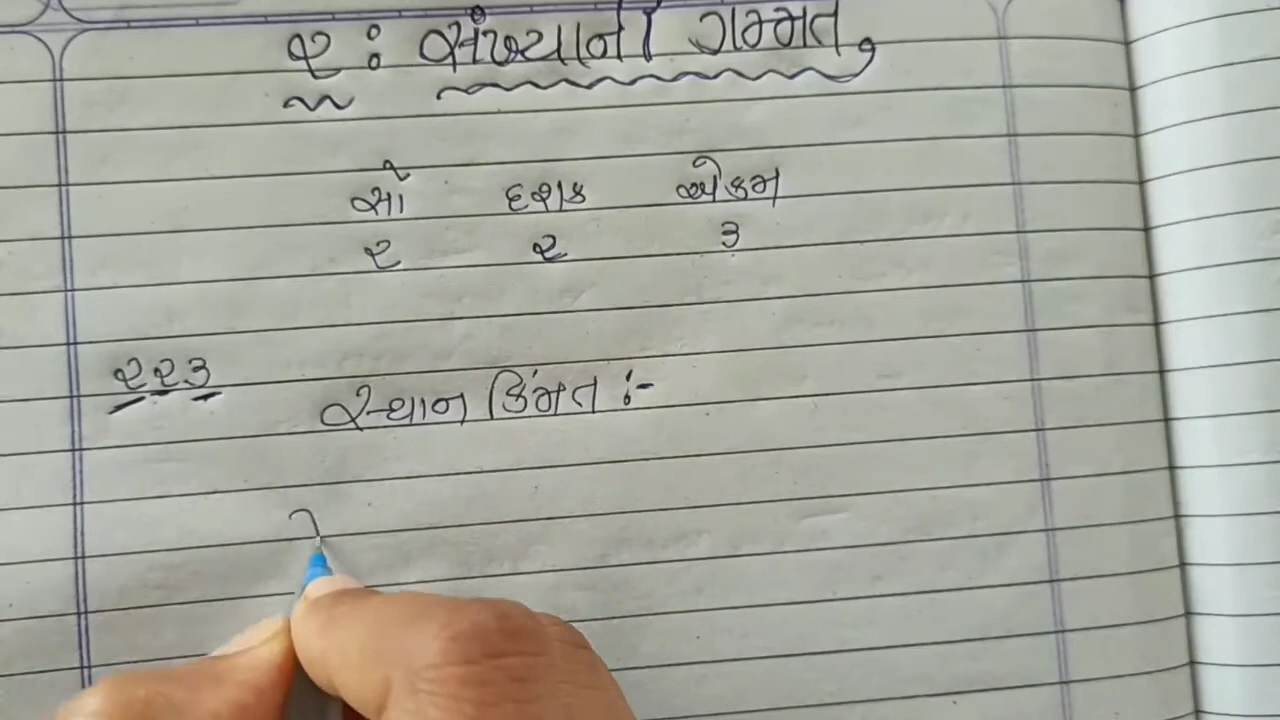 ૨ : સંખ્યાની ગમ્મત,
સો દશક એકમ
૨ ૨ ૩
૨૨૩
સ્થાન કિંમત :-